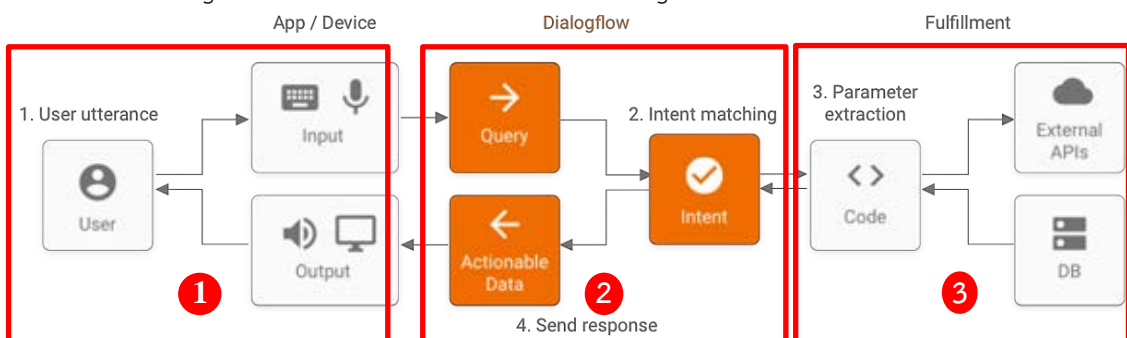 App / Device
Dialogflow
Fulfillment
1. User utterance
Input
User
Output
1
Query
2. Intent matching
Intent
Actionable
Data
2
4. Send response
3. Parameter
extraction
Code
External
APIs
DB
3